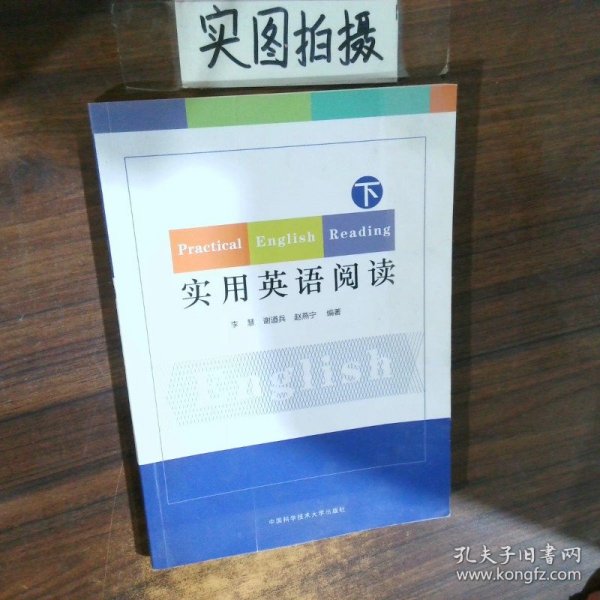 实图拍摄
下
Practical English Reading
实用英语阅读
李慧 谢道兵 赵燕宁 编著
English
中国科学技术大学出版社
孔夫子旧书网
www.kongfz.com